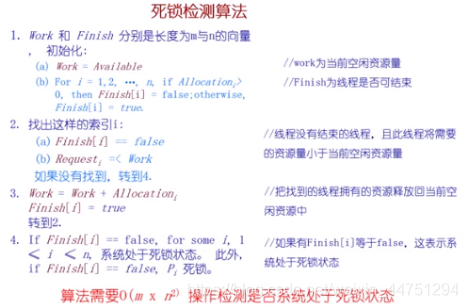 死锁检测算法
1. Work 和 Finish 分别是长度为m与n的向量
， 初始化:
(a) Work = Available //work为当前空闲资源量
(b) For i = 1,2, …, n, if Allocationᵢ> //Finish为线程是否可结束
0, then Finish[i] = false;otherwise,
Finish[i] = true.
2. 找出这样的索引i:
(a) Finish[i] == false //线程没有结束的线程，且此线程将需要
(b) Requestᵢ =< Work 的资源量小于当前空闲资源量
如果没有找到，转到4.
3. Work = Work + Allocationᵢ //把找到的线程拥有的资源释放回当前空
Finish[i] = true 闲资源中
转到2.
4. If Finish[i] == false, for some i, 1 //如果有Finish[i]等于false，这表示系
≤ i ≤ n, 系统处于死锁状态。 此外， 统处于死锁状态
if Finish[i] == false, Pᵢ 死锁.
算法需要O(m x n²) 操作检测是否系统处于死锁状态
44751294